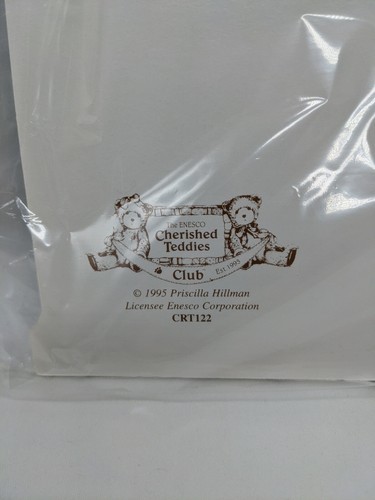 The ENESCO
Cherished
Teddies
Club
Est. 1995
© 1995 Priscilla Hillman
Licensee Enesco Corporation
CRT122